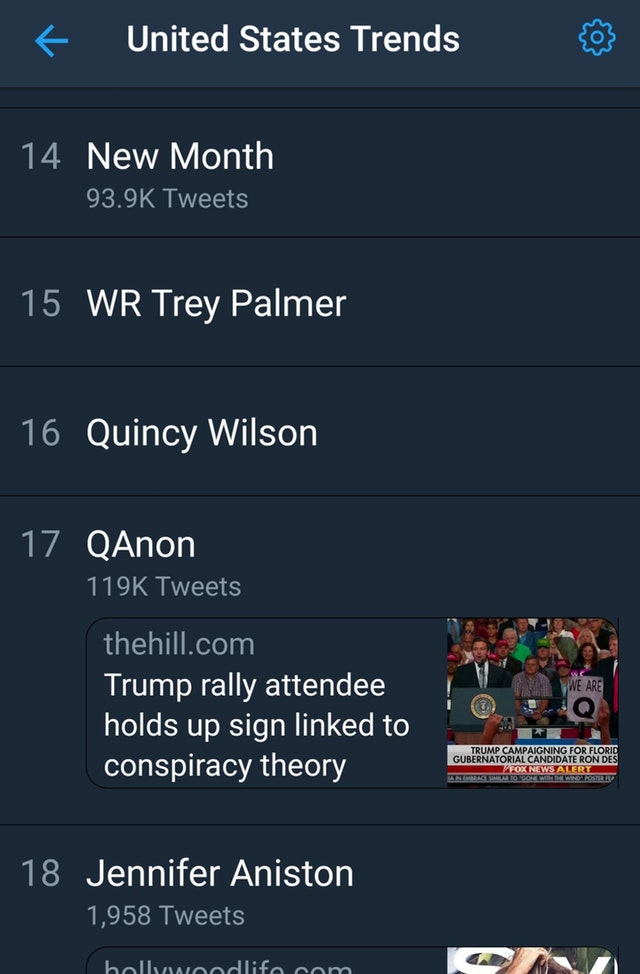 United States Trends
14 New Month
93.9K Tweets
15 WR Trey Palmer
16 Quincy Wilson
17 QAnon
119K Tweets
thehill.com
Trump rally attendee
holds up sign linked to
conspiracy theory
WE ARE
Q
TRUMP CAMPAIGNING FOR FLORID
GUBERNATORIAL CANDIDATE RON DES
FOX NEWS ALERT
IA IN EMBRACE SIMILAR TO "GONE WITH THE WIND" POSTER FEA
18 Jennifer Aniston
1,958 Tweets
hollywoodlife.com